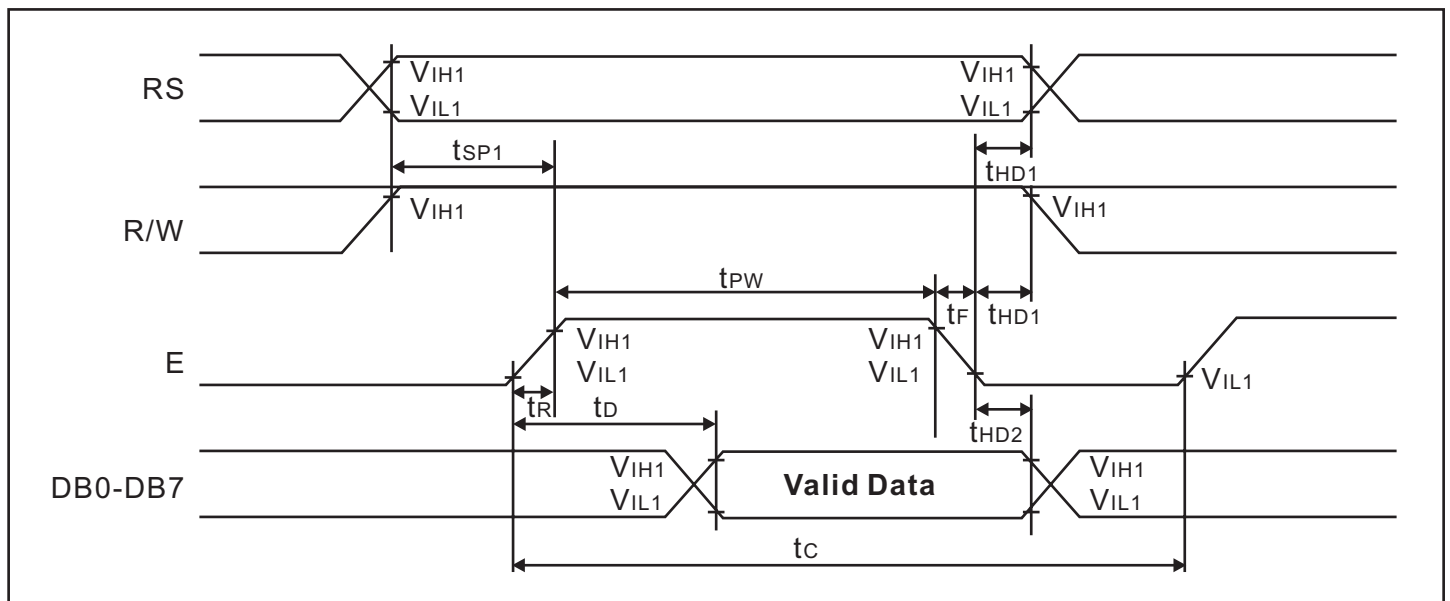 RS
VIH1
VIL1
VIH1
VIL1
tSP1
tHD1
R/W
VIH1
VIH1
tPW
tF
tHD1
E
VIH1
VIL1
VIH1
VIL1
VIL1
tR
tD
tHD2
DB0-DB7
VIH1
VIL1
Valid Data
VIH1
VIL1
tC